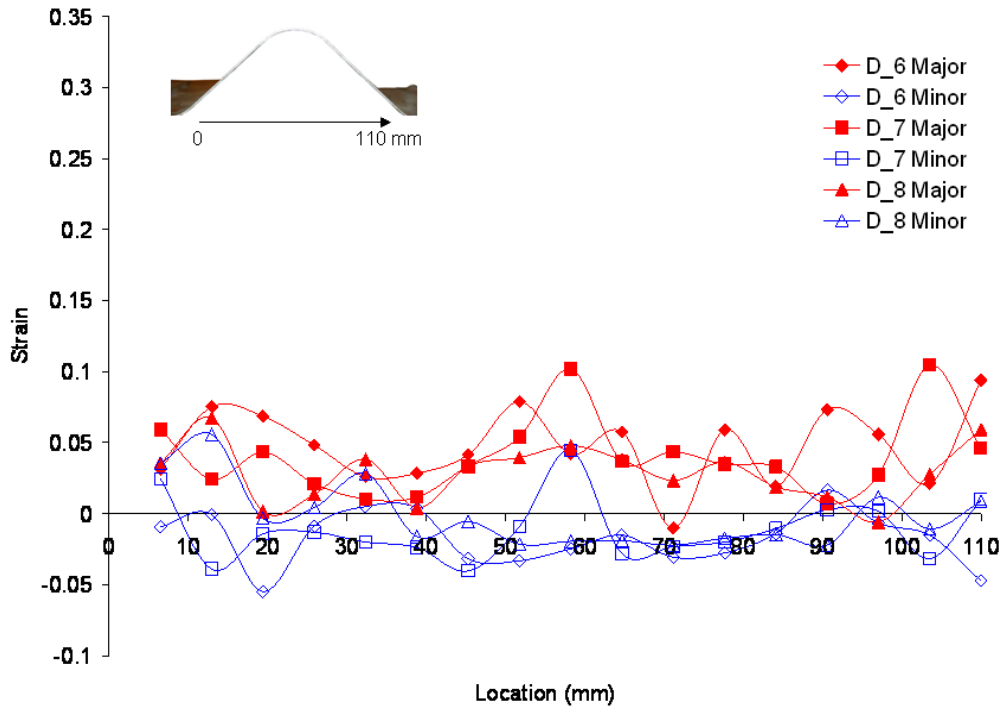 0.35
0.3
0.25
0.2
0.15
0.1
0.05
0
-0.05
-0.1
Strain
0 10 20 30 40 50 60 70 80 90 100 110
Location (mm)
0 110 mm
D_6 Major
D_6 Minor
D_7 Major
D_7 Minor
D_8 Major
D_8 Minor